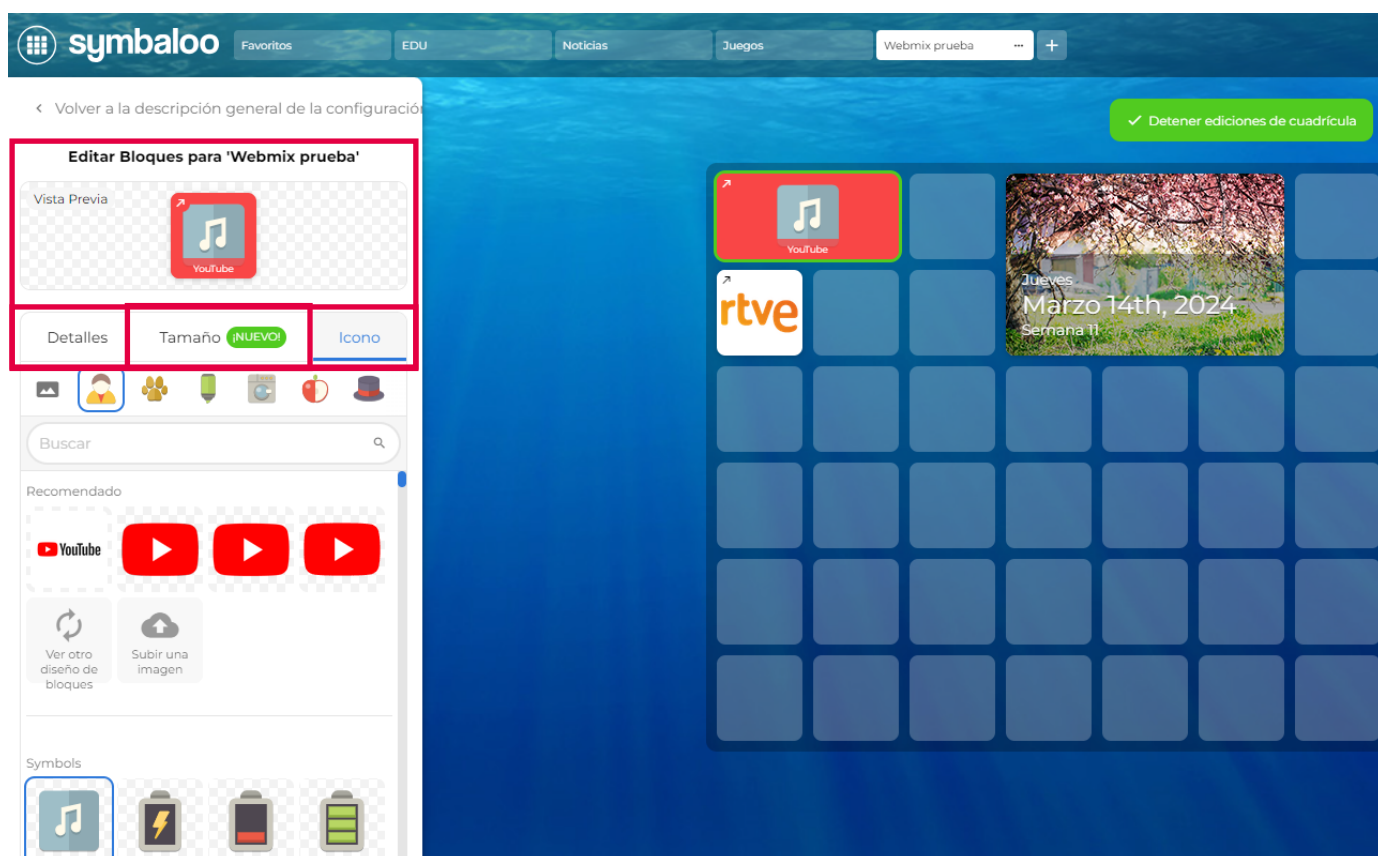 symbaloo
Favoritos
EDU
Noticias
Juegos
Webmix prueba
Volver a la descripción general de la configuració
Detener ediciones de cuadrícula
Editar Bloques para 'Webmix prueba'
Vista Previa
YouTube
Detalles
Tamaño ¡NUEVO!
Icono
Buscar
Recomendado
YouTube
Ver otro
diseño de
bloques
Subir una
imagen
Symbols
YouTube
rtve
Jueves
Marzo 14th, 2024
Semana 11